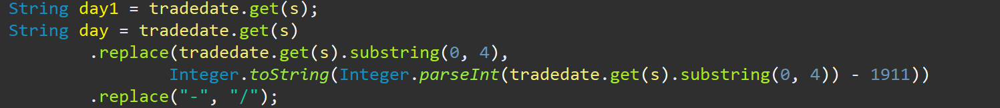 String day1 = tradedate.get(s);
String day = tradedate.get(s)
.replace(tradedate.get(s).substring(0, 4),
Integer.toString(Integer.parseInt(tradedate.get(s).substring(0, 4)) - 1911))
.replace("-", "/");